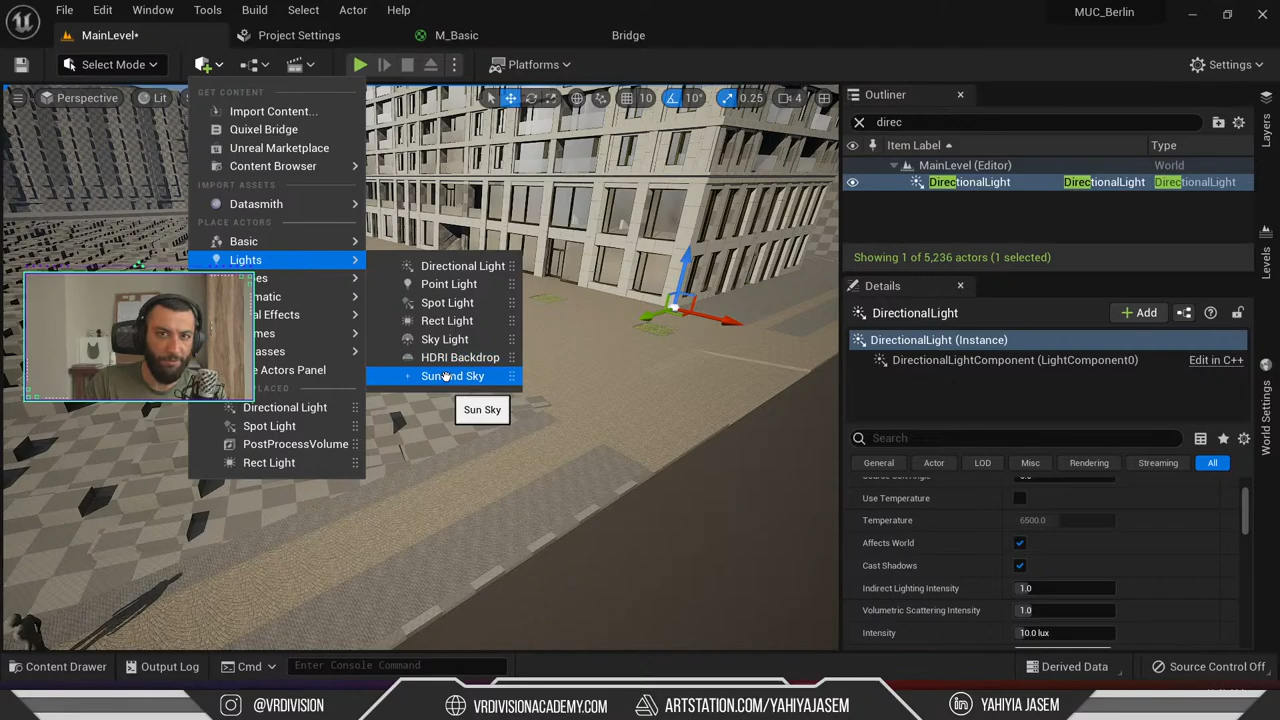 File Edit Window Tools Build Select Actor Help
MUC_Berlin
MainLevel*
Project Settings
M_Basic
Bridge
Select Mode
Platforms
Settings
Perspective
Lit
10
10°
0.25
4
GET CONTENT
Import Content...
Quixel Bridge
Unreal Marketplace
Content Browser
IMPORT ASSETS
Datasmith
PLACE ACTORS
Basic
Lights
Directional Light
Point Light
Spot Light
Rect Light
Sky Light
HDRI Backdrop
Sun and Sky
Sun Sky
Directional Light
Spot Light
PostProcessVolume
Rect Light
Outliner
direc
Item Label
Type
MainLevel (Editor)
World
DirectionalLight
DirectionalLight
DirectionalLight
Showing 1 of 5,236 actors (1 selected)
Details
DirectionalLight
Add
DirectionalLight (Instance)
DirectionalLightComponent (LightComponent0)
Edit in C++
Search
General
Actor
LOD
Misc
Rendering
Streaming
All
Use Temperature
Temperature
6500.0
Affects World
Cast Shadows
Indirect Lighting Intensity
1.0
Volumetric Scattering Intensity
1.0
Intensity
10.0 lux
Layers
World Settings
Content Drawer
Output Log
Cmd
Enter Console Command
Derived Data
Source Control Off
@VRDIVISION
VRDIVISIONACADEMY.COM
ARTSTATION.COM/YAHIYAJASEM
YAHIYIA JASEM